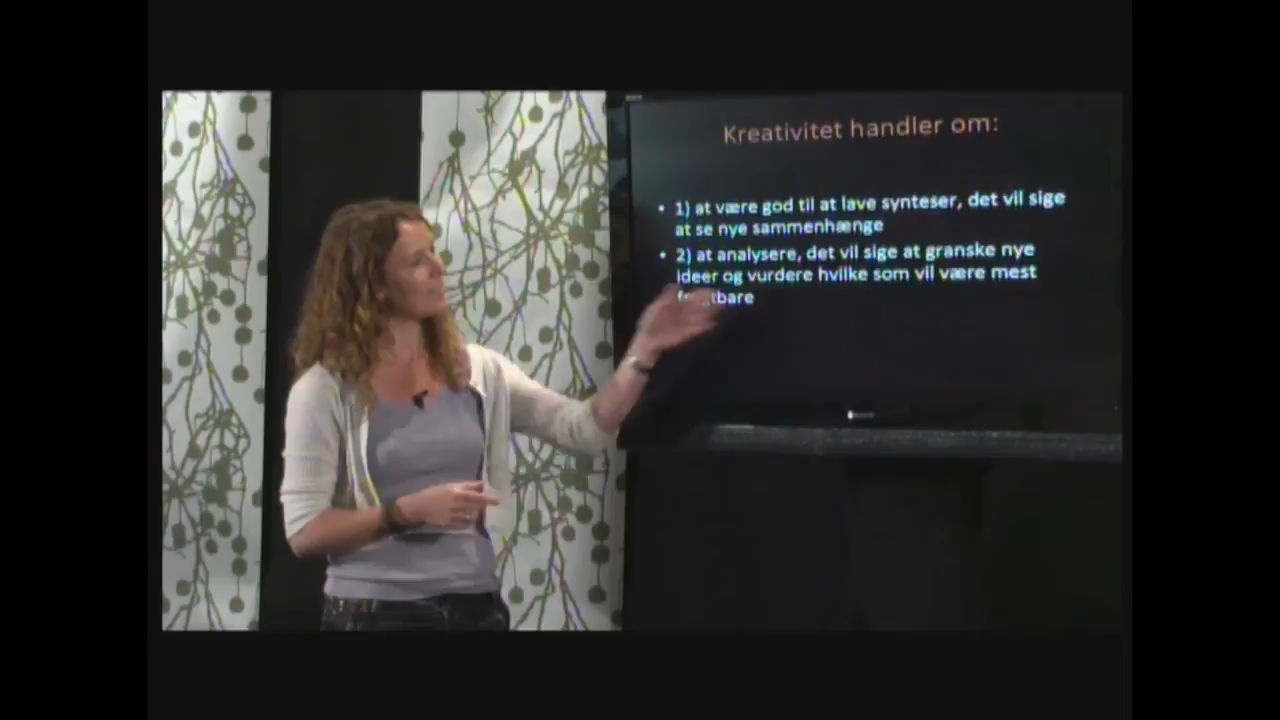 Kreativitet handler om:
• 1) at være god til at lave synteser, det vil sige
at se nye sammenhænge
• 2) at analysere, det vil sige at granske nye
ideer og vurdere hvilke som vil være mest